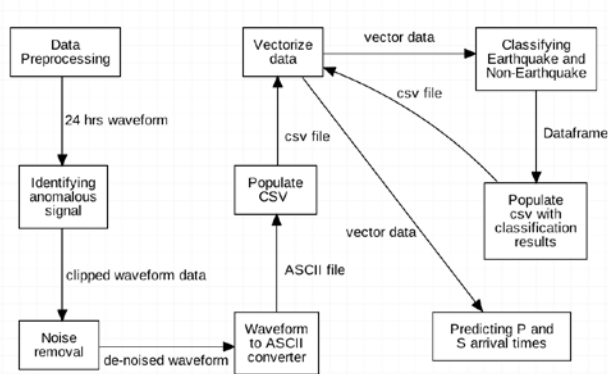 Data
Preprocessing
Vectorize
data
vector data
Classifying
Earthquake and
Non-Earthquake
csv file
24 hrs waveform
csv file
Dataframe
Identifying
anomalous
signal
Populate
CSV
Populate
csv with
classification
results
vector data
clipped waveform data
ASCII file
Noise
removal
de-noised waveform
Waveform
to ASCII
converter
Predicting P and
S arrival times